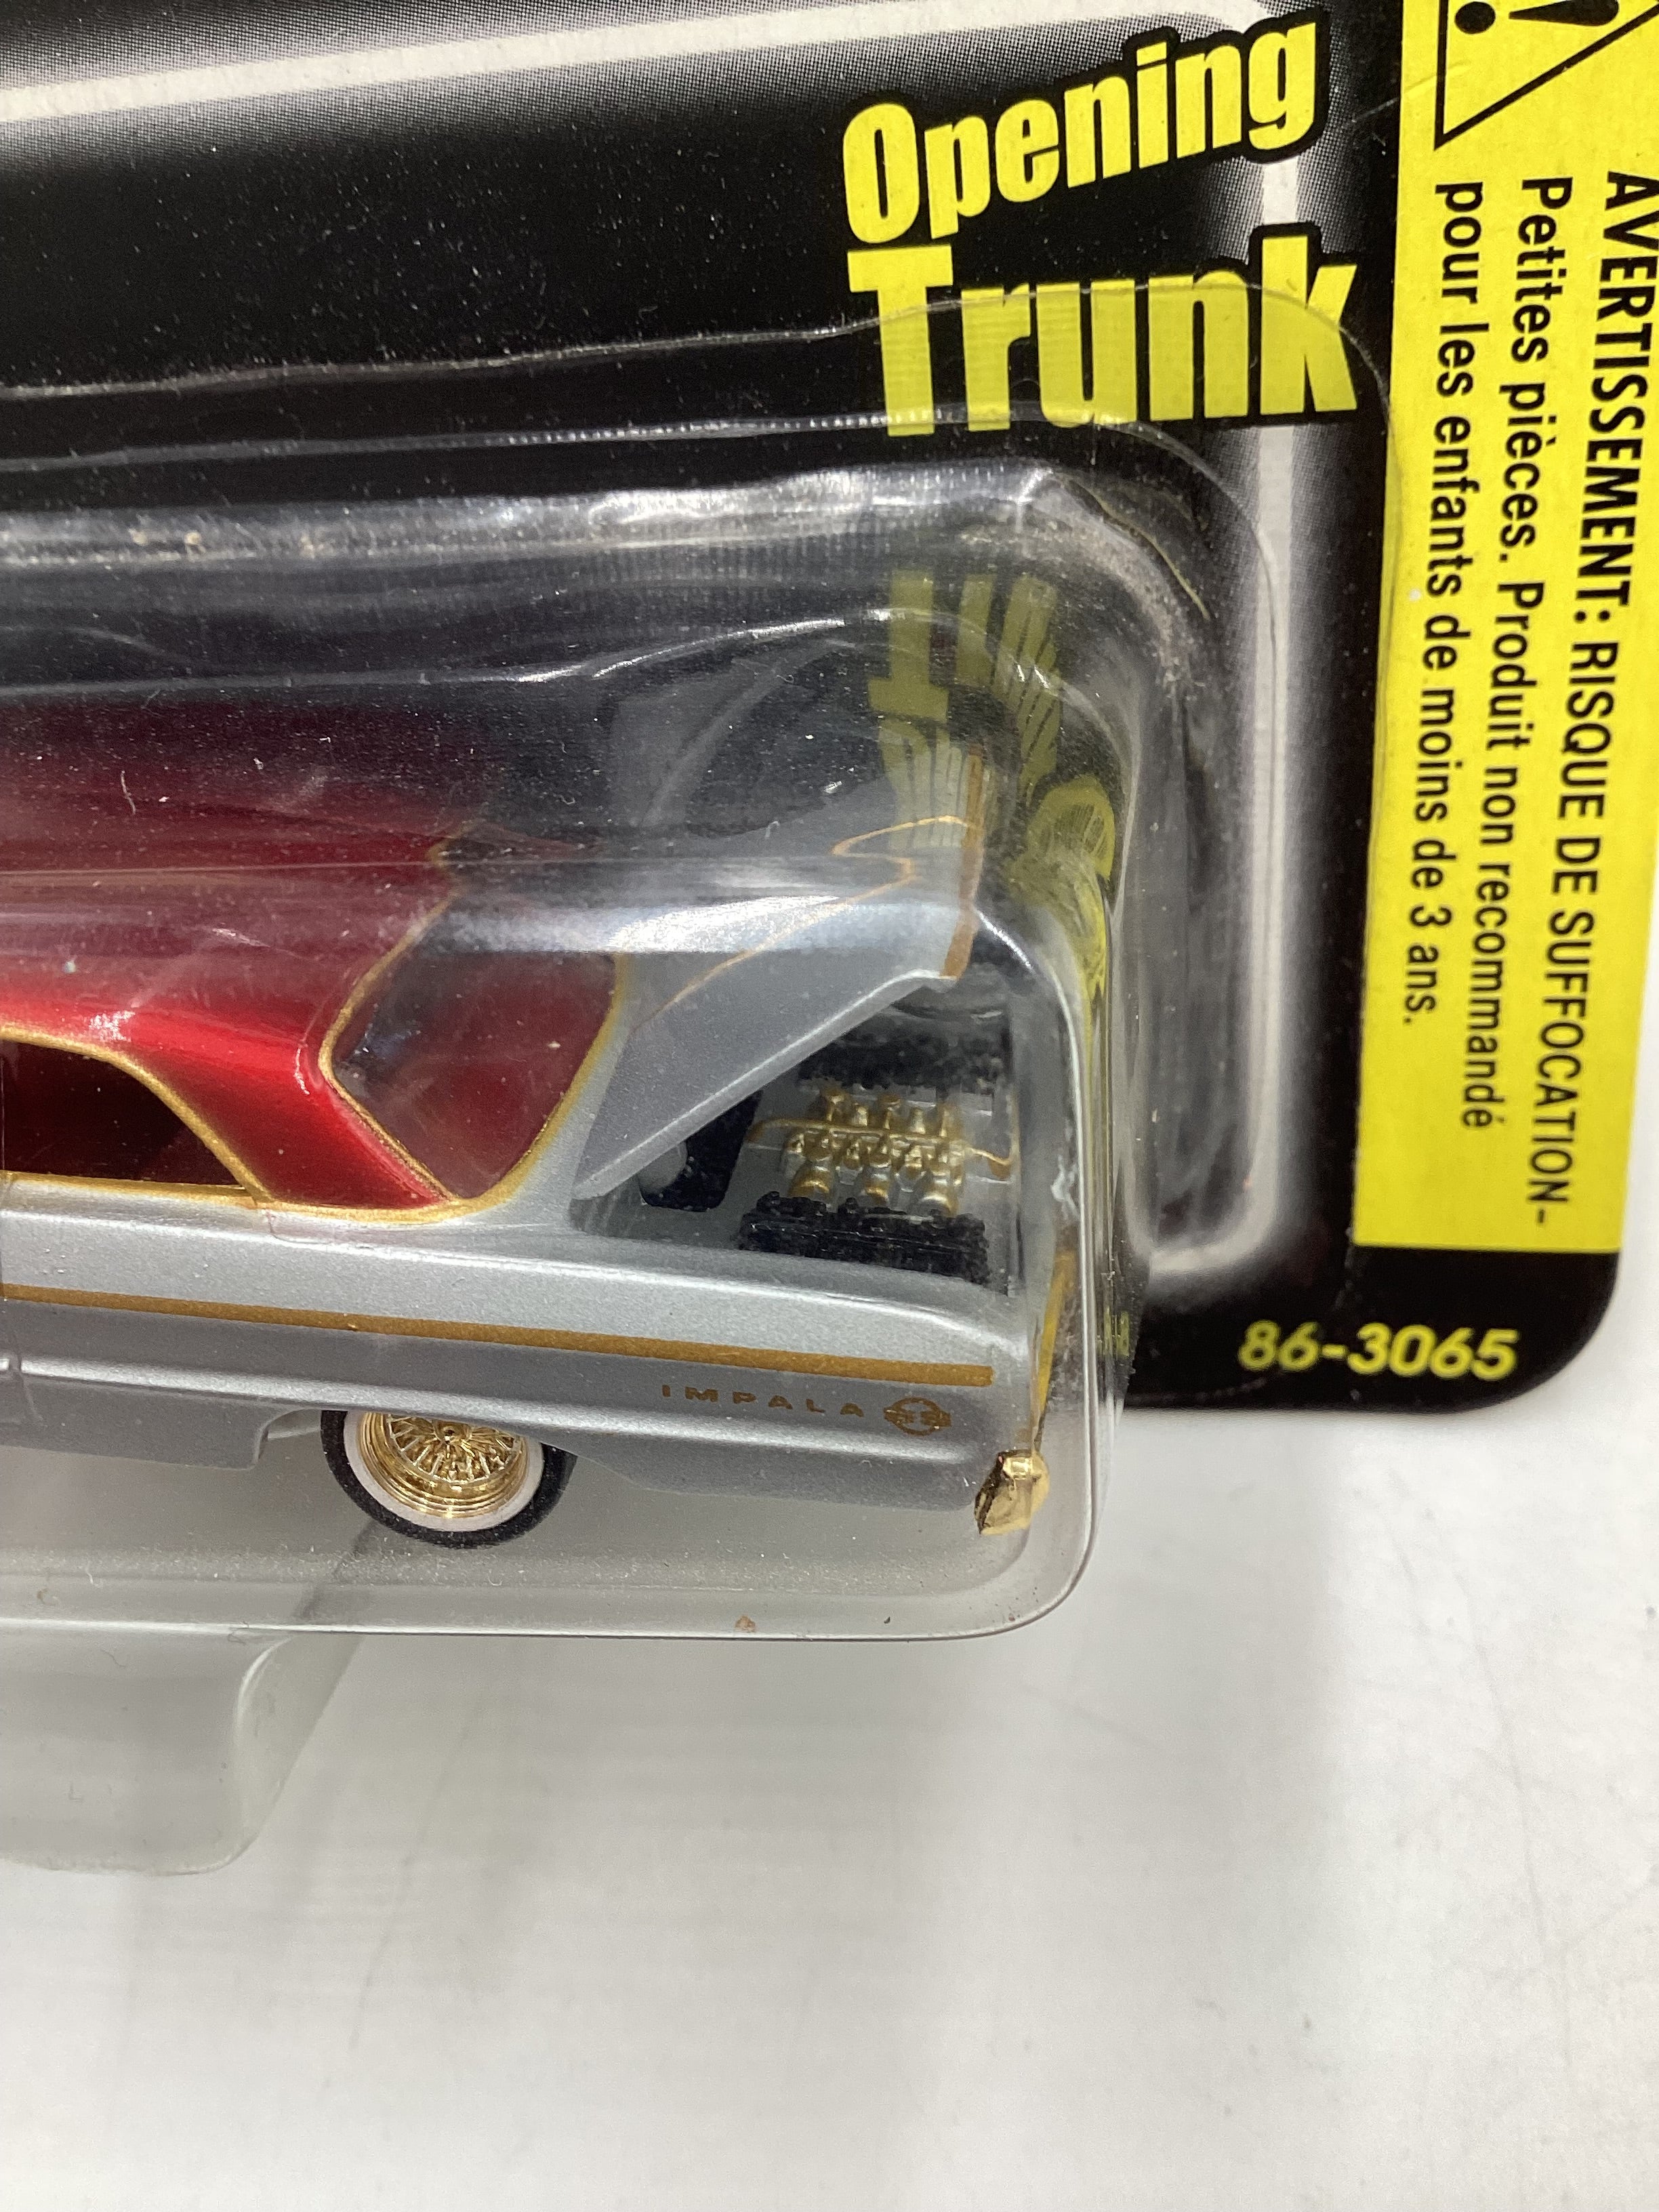 Opening
Trunk
AVERTISSEMENT: RISQUE DE SUFFOCATION-
Petites pièces. Produit non recommandé
pour les enfants de moins de 3 ans.
86-3065
IMPALA